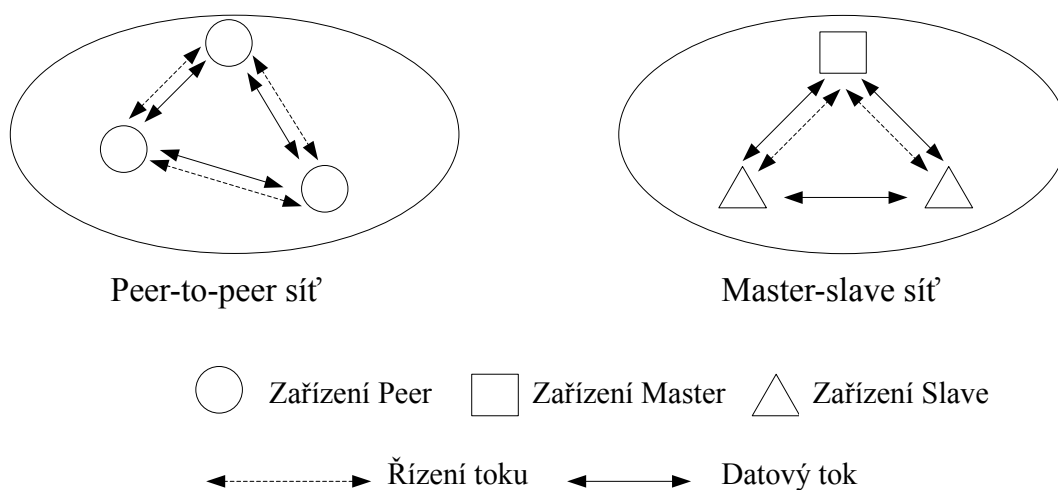 Peer-to-peer síť
Master-slave síť
Zařízení Peer
Zařízení Master
Zařízení Slave
Řízení toku
Datový tok